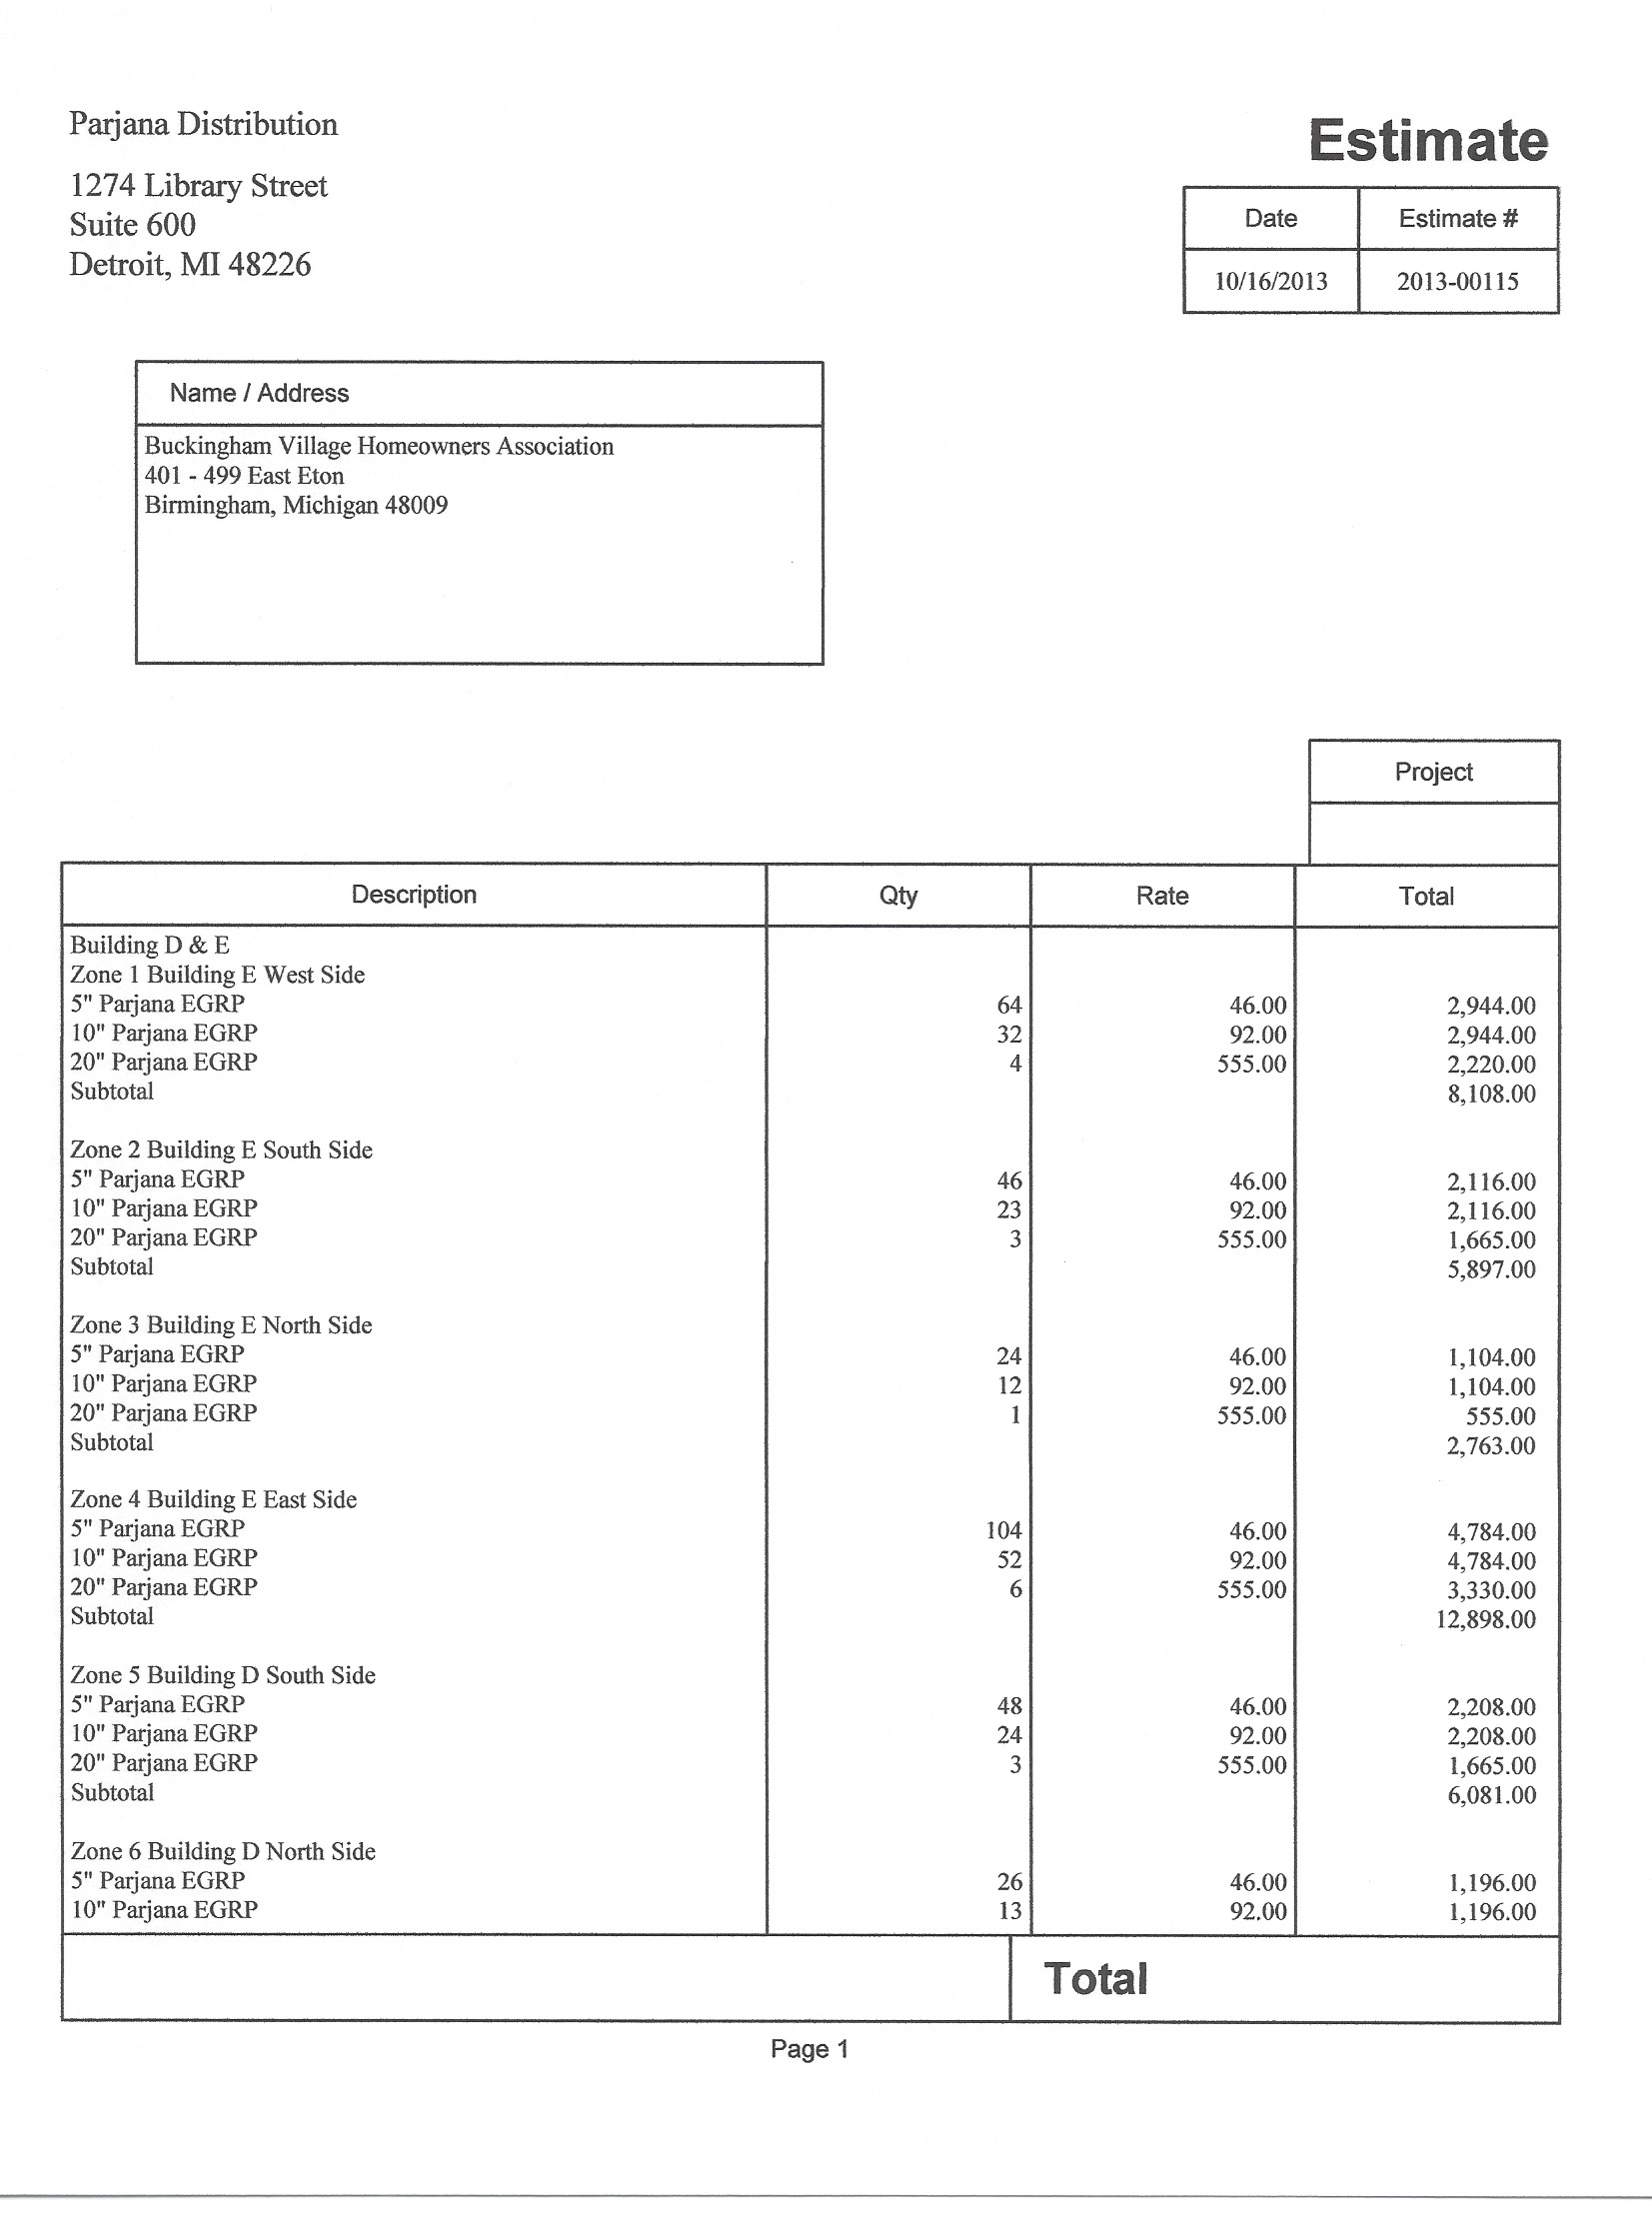 Parjana Distribution
1274 Library Street
Suite 600
Detroit, MI 48226
Estimate
Date Estimate #
10/16/2013 2013-00115
Name / Address
Buckingham Village Homeowners Association
401 - 499 East Eton
Birmingham, Michigan 48009
Project
Description Qty Rate Total
Building D & E
Zone 1 Building E West Side
5" Parjana EGRP 64 46.00 2,944.00
10" Parjana EGRP 32 92.00 2,944.00
20" Parjana EGRP 4 555.00 2,220.00
Subtotal 8,108.00
Zone 2 Building E South Side
5" Parjana EGRP 46 46.00 2,116.00
10" Parjana EGRP 23 92.00 2,116.00
20" Parjana EGRP 3 555.00 1,665.00
Subtotal 5,897.00
Zone 3 Building E North Side
5" Parjana EGRP 24 46.00 1,104.00
10" Parjana EGRP 12 92.00 1,104.00
20" Parjana EGRP 1 555.00 555.00
Subtotal 2,763.00
Zone 4 Building E East Side
5" Parjana EGRP 104 46.00 4,784.00
10" Parjana EGRP 52 92.00 4,784.00
20" Parjana EGRP 6 555.00 3,330.00
Subtotal 12,898.00
Zone 5 Building D South Side
5" Parjana EGRP 48 46.00 2,208.00
10" Parjana EGRP 24 92.00 2,208.00
20" Parjana EGRP 3 555.00 1,665.00
Subtotal 6,081.00
Zone 6 Building D North Side
5" Parjana EGRP 26 46.00 1,196.00
10" Parjana EGRP 13 92.00 1,196.00
Total
Page 1